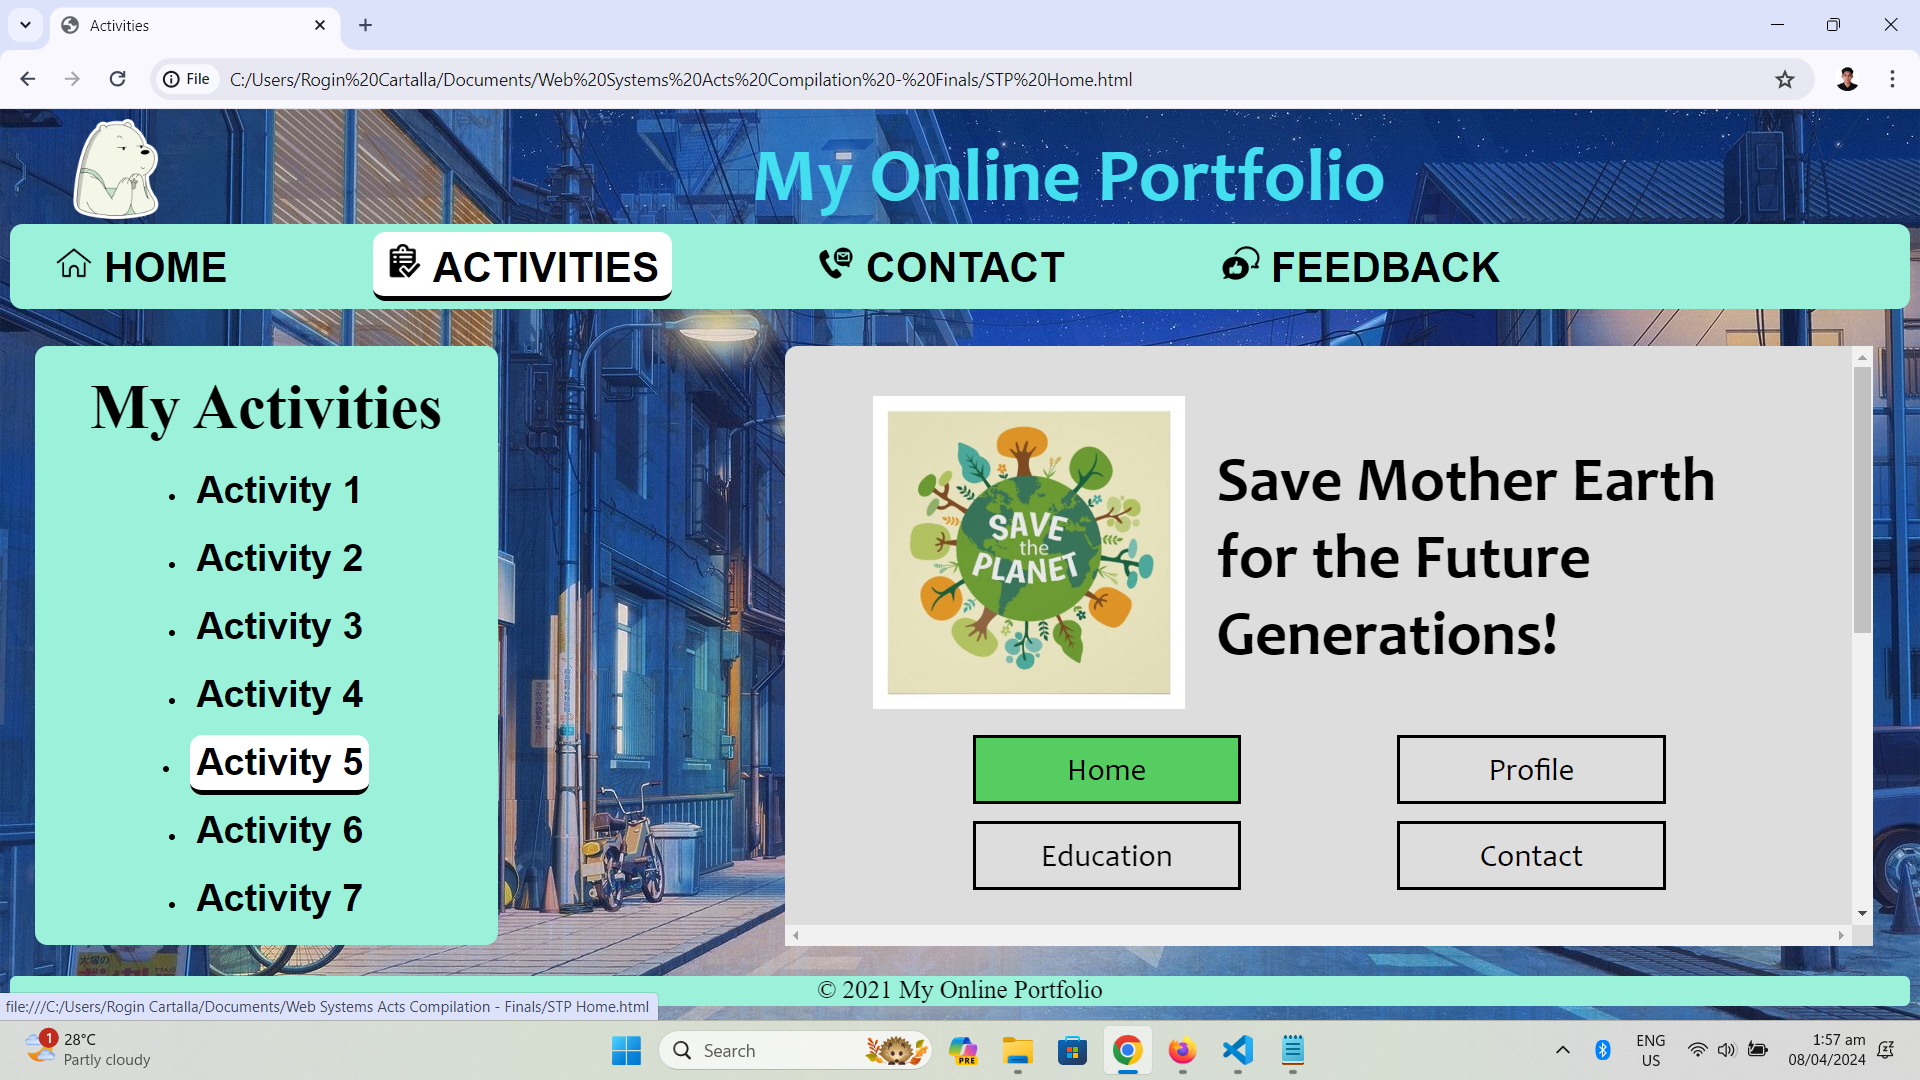 Activities
File
C:/Users/Rogin%20Cartalla/Documents/Web%20Systems%20Acts%20Compilation%20-%20Finals/STP%20Home.html
My Online Portfolio
HOME
ACTIVITIES
CONTACT
FEEDBACK
My Activities
Activity 1
Activity 2
Activity 3
Activity 4
Activity 5
Activity 6
Activity 7
SAVE
the
PLANET
Save Mother Earth
for the Future
Generations!
Home
Profile
Education
Contact
© 2021 My Online Portfolio
file:///C:/Users/Rogin Cartalla/Documents/Web Systems Acts Compilation - Finals/STP Home.html
1
28°C
Partly cloudy
Search
PRE
ENG
US
1:57 am
08/04/2024